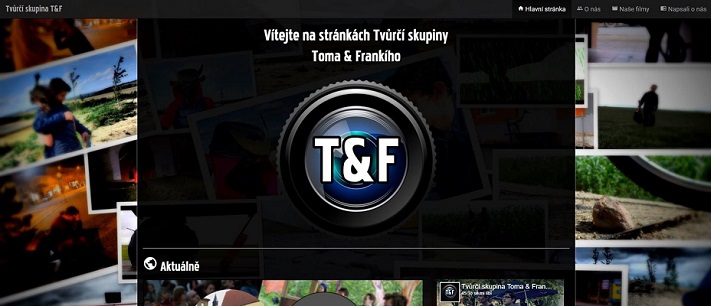 Tvůrčí skupina T&F
Hlavní stránka
O nás
Naše filmy
Napsali o nás
Vítejte na stránkách Tvůrčí skupiny
Toma & Frankího
T&F
Aktuálně
T&F
Tvůrčí skupina Toma & Fran...